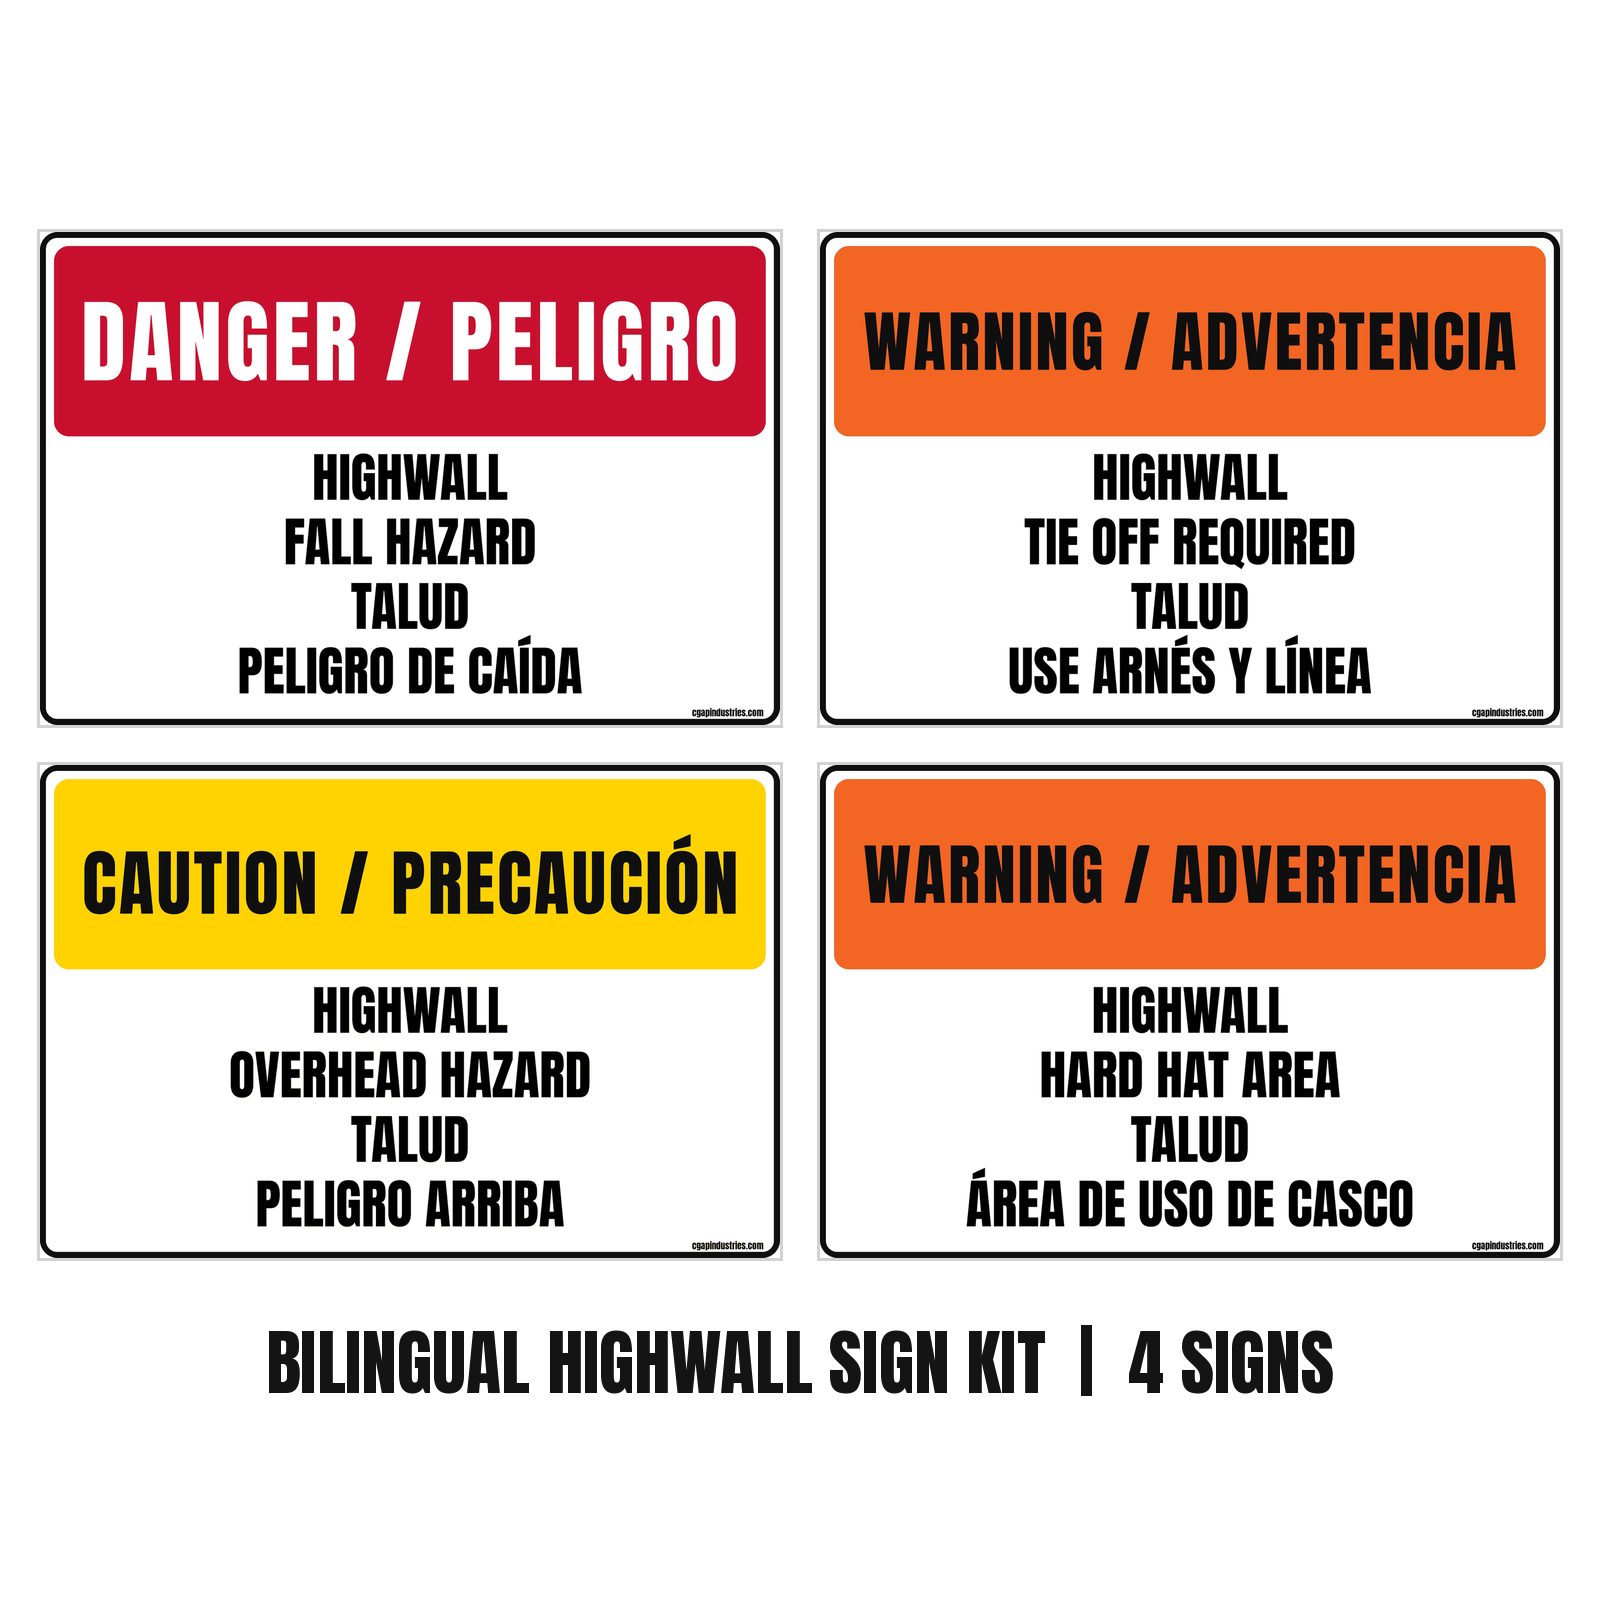 DANGER / PELIGRO
HIGHWALL
FALL HAZARD
TALUD
PELIGRO DE CAÍDA
cgapindustries.com
WARNING / ADVERTENCIA
HIGHWALL
TIE OFF REQUIRED
TALUD
USE ARNÉS Y LÍNEA
cgapindustries.com
CAUTION / PRECAUCIÓN
HIGHWALL
OVERHEAD HAZARD
TALUD
PELIGRO ARRIBA
cgapindustries.com
WARNING / ADVERTENCIA
HIGHWALL
HARD HAT AREA
TALUD
ÁREA DE USO DE CASCO
cgapindustries.com
BILINGUAL HIGHWALL SIGN KIT | 4 SIGNS